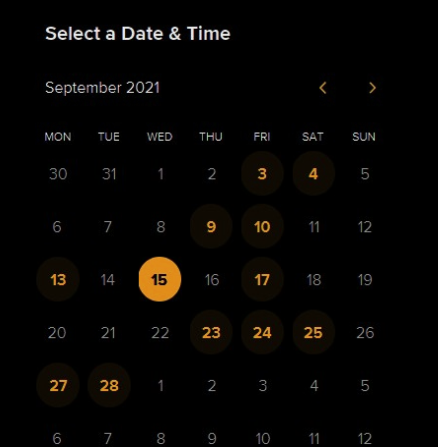 Select a Date & Time
September 2021
MON TUE WED THU FRI SAT SUN
30 31 1 2 3 4 5
6 7 8 9 10 11 12
13 14 15 16 17 18 19
20 21 22 23 24 25 26
27 28 1 2 3 4 5
6 7 8 9 10 11 12